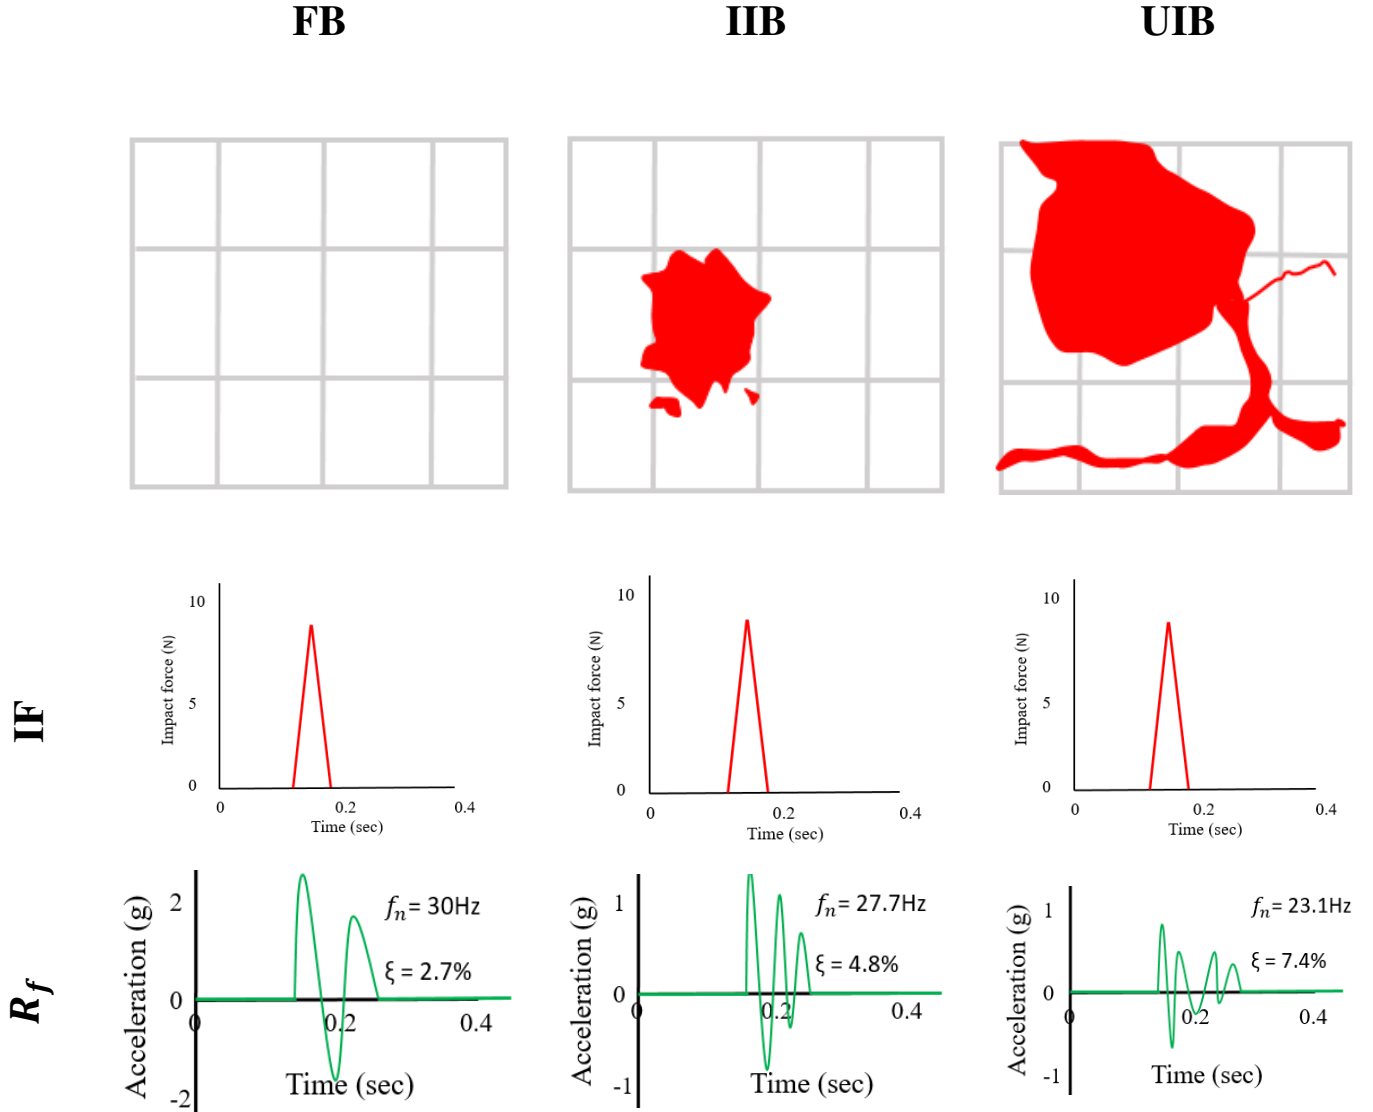 FB
IIB
UIB
IF
10
5
0
Impact force (N)
0
0.2
0.4
Time (sec)
10
5
0
Impact force (N)
0
0.2
0.4
Time (sec)
10
5
0
Impact force (N)
0
0.2
0.4
Time (sec)
R_f
2
0
-2
Acceleration (g)
f_n= 30Hz
ξ = 2.7%
0
0.2
0.4
Time (sec)
1
0
-1
Acceleration (g)
f_n= 27.7Hz
ξ = 4.8%
0
0.2
0.4
Time (sec)
1
0
-1
Acceleration (g)
f_n= 23.1Hz
ξ = 7.4%
0
0.2
0.4
Time (sec)